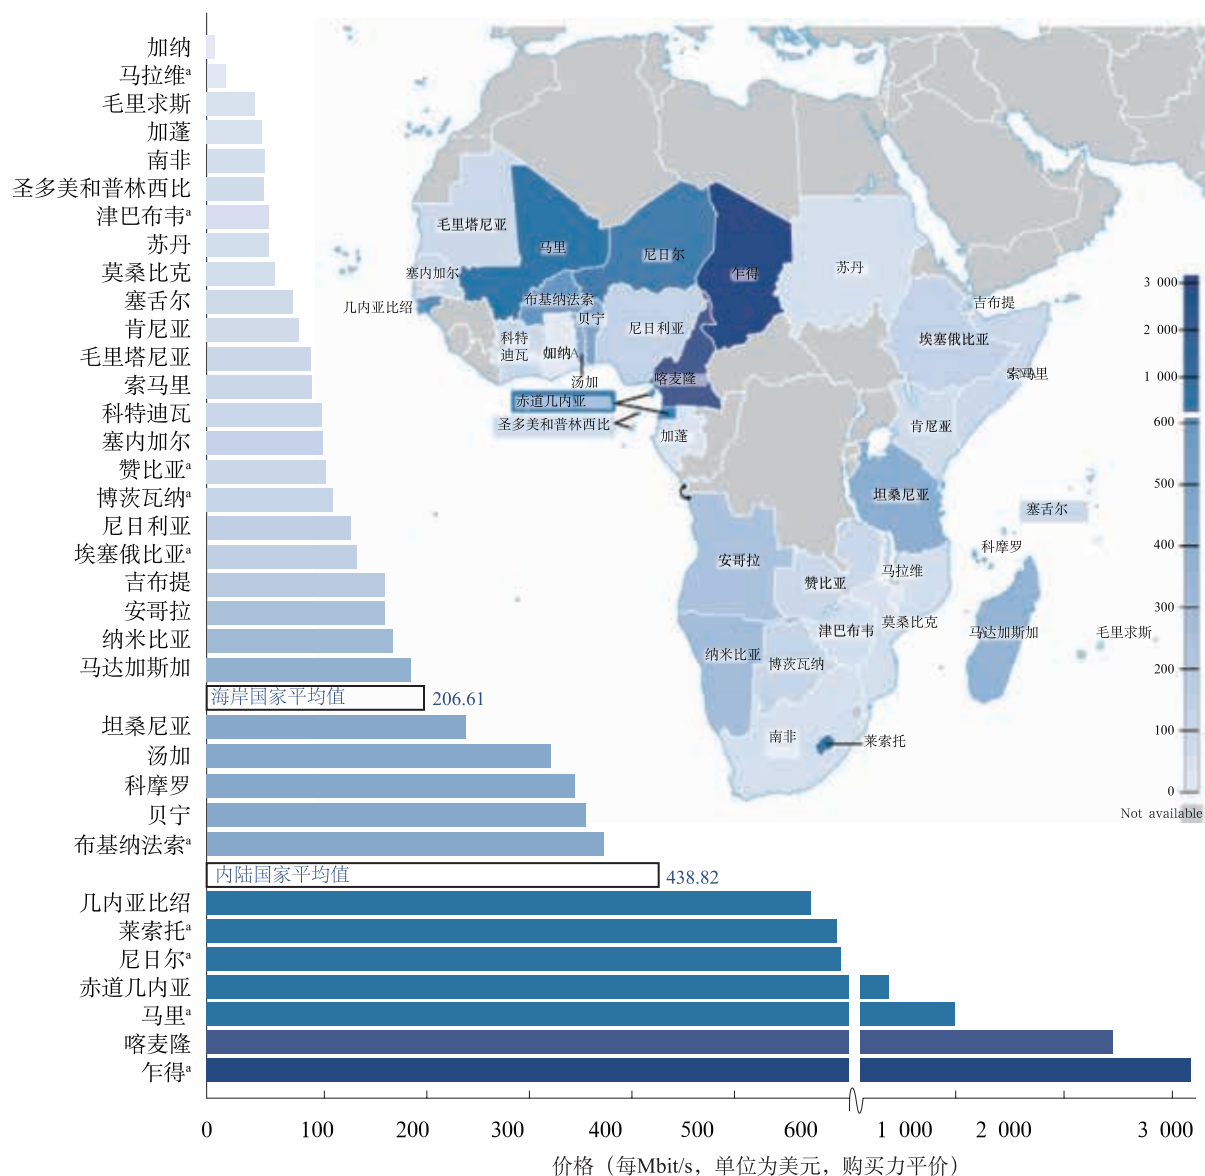 加纳
马拉维ᵃ
毛里求斯
加蓬
南非
圣多美和普林西比
津巴布韦ᵃ
苏丹
莫桑比克
塞舌尔
肯尼亚
毛里塔尼亚
索马里
科特迪瓦
塞内加尔
赞比亚ᵃ
博茨瓦纳ᵃ
尼日利亚
埃塞俄比亚ᵃ
吉布提
安哥拉
纳米比亚
马达加斯加
海岸国家平均值 206.61
坦桑尼亚
汤加
科摩罗
贝宁
布基纳法索ᵃ
内陆国家平均值 438.82
几内亚比绍
莱索托ᵃ
尼日尔ᵃ
赤道几内亚
马里ᵃ
喀麦隆
乍得ᵃ
0 100 200 300 400 500 600 1 000 2 000 3 000
价格（每Mbit/s，单位为美元，购买力平价）
毛里塔尼亚
马里
尼日尔
乍得
苏丹
塞内加尔
几内亚比绍
布基纳法索
贝宁
吉布提
科特
迪瓦
加纳
尼日利亚
埃塞俄比亚
汤加
喀麦隆
索马里
赤道几内亚
圣多美和普林西比
加蓬
肯尼亚
坦桑尼亚
塞舌尔
科摩罗
安哥拉
赞比亚
马拉维
津巴布韦
莫桑比克
马达加斯加
毛里求斯
纳米比亚
博茨瓦纳
南非
莱索托
3 000
2 000
1 000
600
500
400
300
200
100
0
Not available